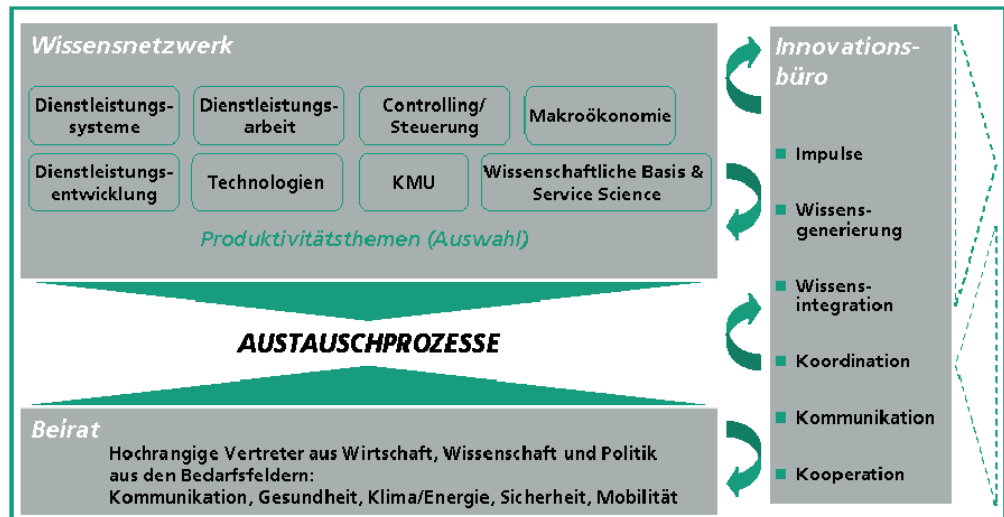 Wissensnetzwerk
Dienstleistungs-
systeme
Dienstleistungs-
arbeit
Controlling/
Steuerung
Makroökonomie
Dienstleistungs-
entwicklung
Technologien
KMU
Wissenschaftliche Basis &
Service Science
Produktivitätsthemen (Auswahl)
AUSTAUSCHPROZESSE
Beirat
Hochrangige Vertreter aus Wirtschaft, Wissenschaft und Politik
aus den Bedarfsfeldern:
Kommunikation, Gesundheit, Klima/Energie, Sicherheit, Mobilität
Innovations-
büro
Impulse
Wissens-
generierung
Wissens-
integration
Koordination
Kommunikation
Kooperation